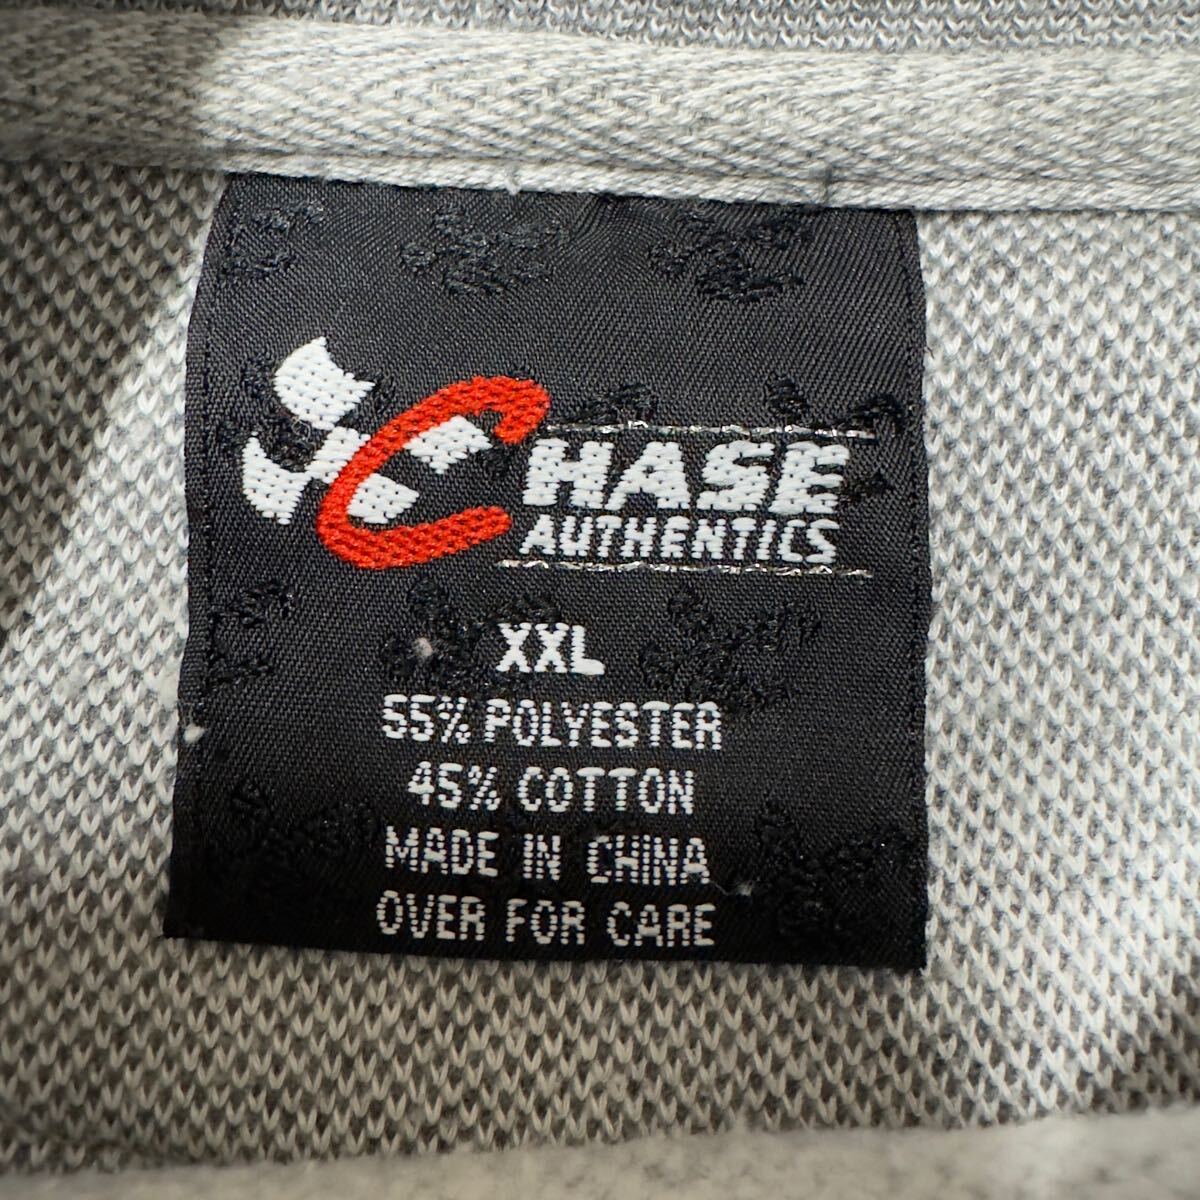 CHASE
AUTHENTICS
XXL
55% POLYESTER
45% COTTON
MADE IN CHINA
OVER FOR CARE